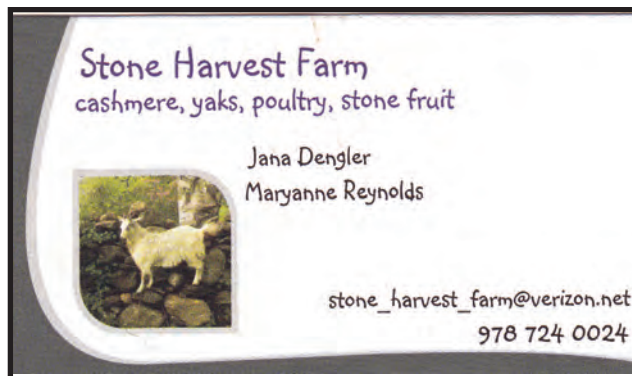 Stone Harvest Farm
cashmere, yaks, poultry, stone fruit
Jana Dengler
Maryanne Reynolds
stone_harvest_farm@verizon.net
978 724 0024